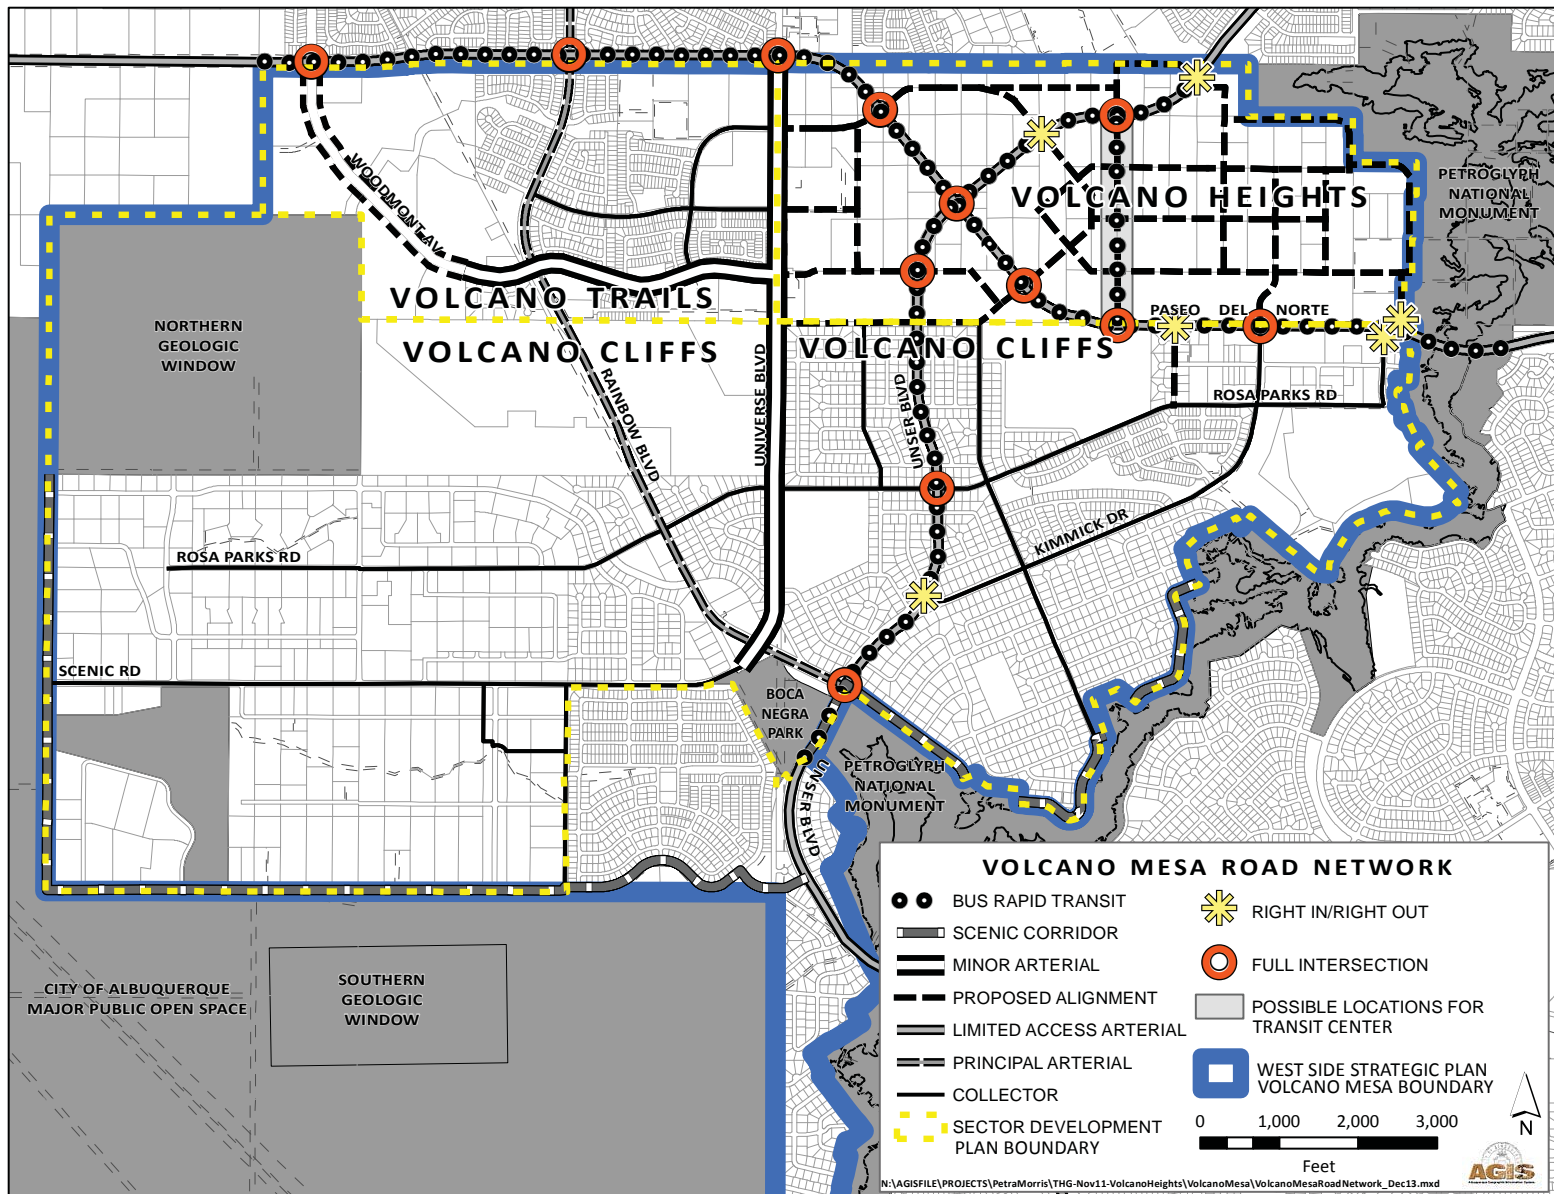 WOODMONT AV.
VOLCANO HEIGHTS
PETROGLYPH
NATIONAL
MONUMENT
VOLCANO TRAILS
NORTHERN
GEOLOGIC
WINDOW
VOLCANO CLIFFS
VOLCANO CLIFFS
PASEO DEL NORTE
RAINBOW BLVD
UNIVERSE BLVD
UNSER BLVD
ROSA PARKS RD
KIMMICK DR
ROSA PARKS RD
SCENIC RD
BOCA
NEGRA
PARK
UNSER BLVD
PETROGLYPH
NATIONAL
MONUMENT
CITY OF ALBUQUERQUE
MAJOR PUBLIC OPEN SPACE
SOUTHERN
GEOLOGIC
WINDOW
VOLCANO MESA ROAD NETWORK
BUS RAPID TRANSIT
SCENIC CORRIDOR
MINOR ARTERIAL
PROPOSED ALIGNMENT
LIMITED ACCESS ARTERIAL
PRINCIPAL ARTERIAL
COLLECTOR
SECTOR DEVELOPMENT
PLAN BOUNDARY
RIGHT IN/RIGHT OUT
FULL INTERSECTION
POSSIBLE LOCATIONS FOR
TRANSIT CENTER
WEST SIDE STRATEGIC PLAN
VOLCANO MESA BOUNDARY
0 1,000 2,000 3,000
Feet
N
AGIS
N:\AGISFILE\PROJECTS\PetraMorris\THG-Nov11-VolcanoHeights\VolcanoMesa\VolcanoMesaRoadNetwork_Dec13.mxd